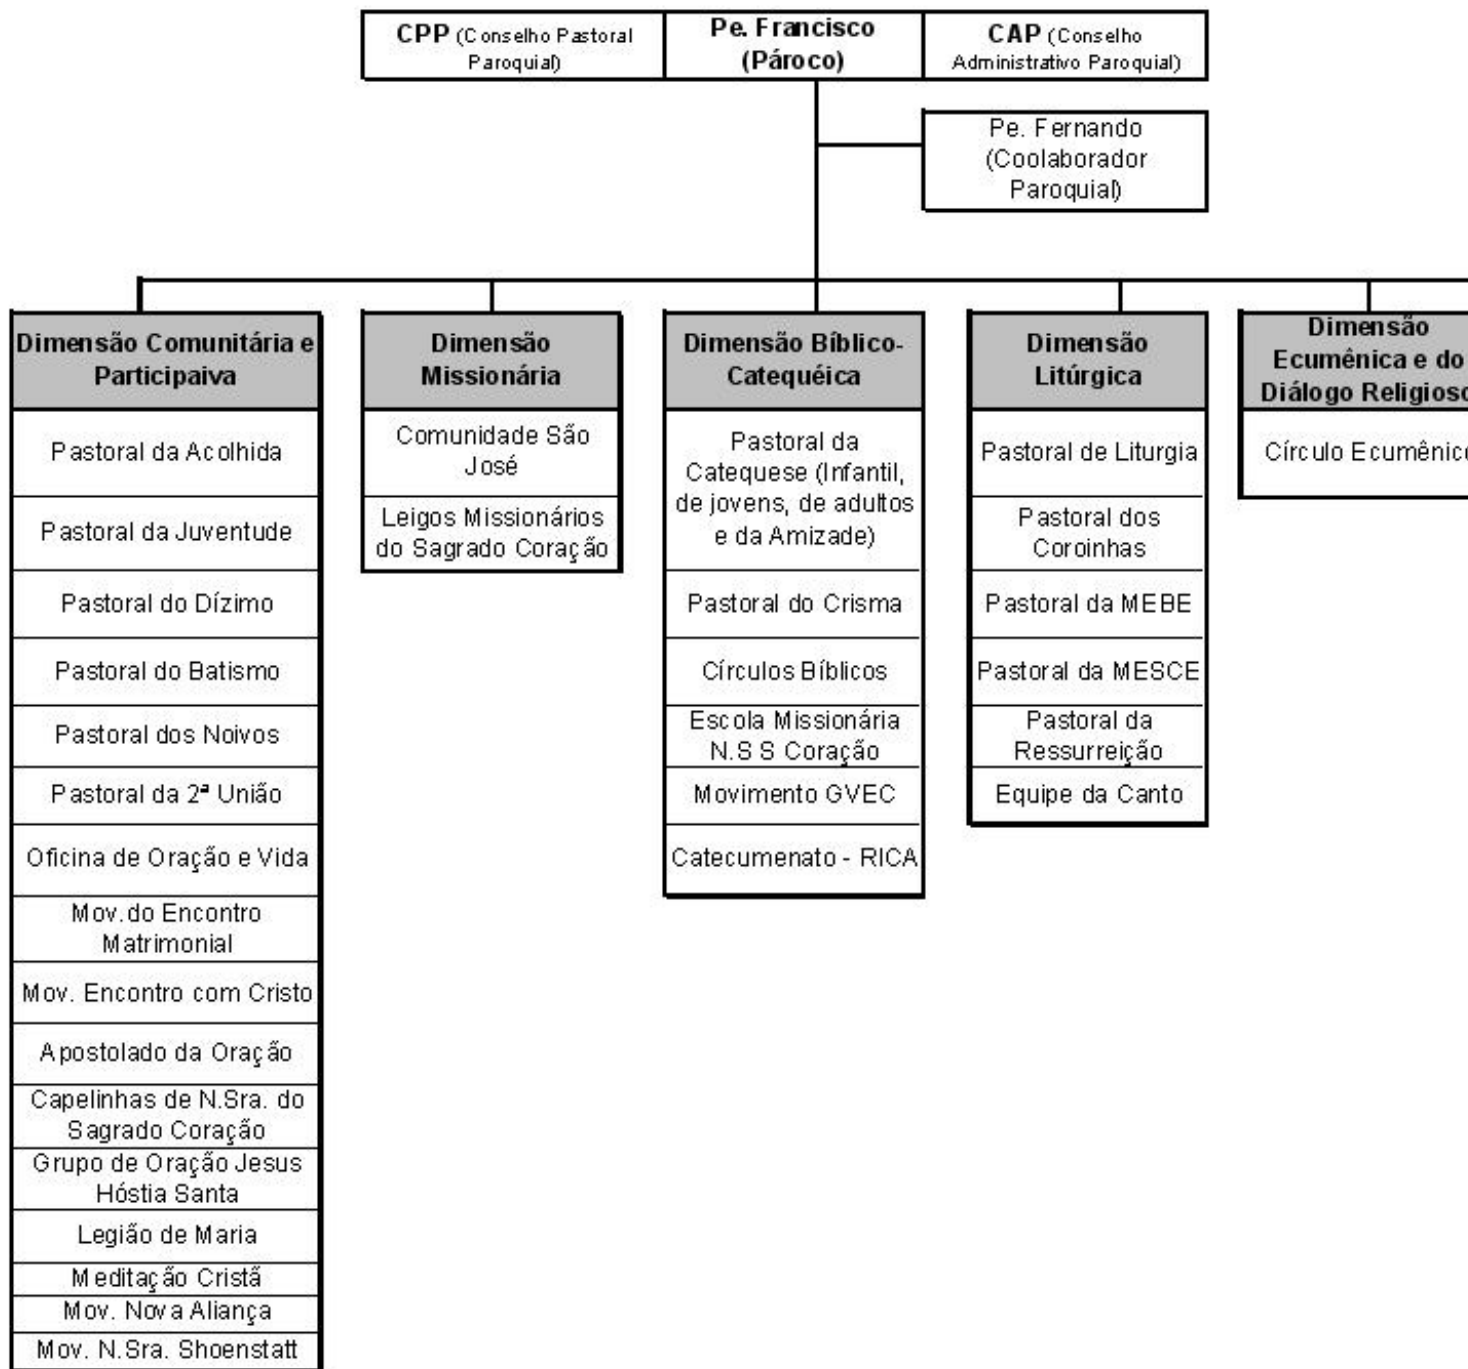 CPP (Conselho Pastoral
Paroquial)
Pe. Francisco
(Pároco)
CAP (Conselho
Administrativo Paroquial)
Pe. Fernando
(Coolaborador
Paroquial)
Dimensão Comunitária e
Participaiva
Pastoral da Acolhida
Pastoral da Juventude
Pastoral do Dízimo
Pastoral do Batismo
Pastoral dos Noivos
Pastoral da 2ª União
Oficina de Oração e Vida
Mov.do Encontro
Matrimonial
Mov. Encontro com Cristo
Apostolado da Oração
Capelinhas de N.Sra. do
Sagrado Coração
Grupo de Oração Jesus
Hóstia Santa
Legião de Maria
Meditação Cristã
Mov. Nova Aliança
Mov. N.Sra. Shoenstatt
Dimensão
Missionária
Comunidade São
José
Leigos Missionários
do Sagrado Coração
Dimensão Bíblico-
Catequéica
Pastoral da
Catequese (Infantil,
de jovens, de adultos
e da Amizade)
Pastoral do Crisma
Círculos Bíblicos
Escola Missionária
N.S S Coração
Movimento GVEC
Catecumenato - RICA
Dimensão
Litúrgica
Pastoral de Liturgia
Pastoral dos
Coroinhas
Pastoral da MEBE
Pastoral da MESCE
Pastoral da
Ressurreição
Equipe da Canto
Dimensão
Ecumênica e do
Diálogo Religioso
Círculo Ecumênico